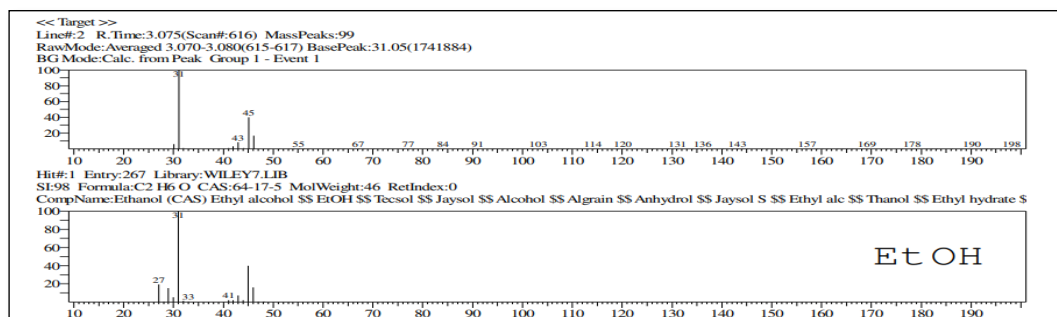 << Target >>
Line#:2 R.Time:3.075(Scan#:616) MassPeaks:99
RawMode:Averaged 3.070-3.080(615-617) BasePeak:31.05(1741884)
BG Mode:Calc. from Peak Group 1 - Event 1
100
80
60
40
20
31
43 45 55 67 77 84 91 103 114 120 131 136 143 157 169 178 190 198
10 20 30 40 50 60 70 80 90 100 110 120 130 140 150 160 170 180 190
Hit#:1 Entry:267 Library:WILEY7.LIB
SI:98 Formula:C2 H6 O CAS:64-17-5 MolWeight:46 RetIndex:0
CompName:Ethanol (CAS) Ethyl alcohol $$ EtOH $$ Tecsol $$ Jaysol $$ Alcohol $$ Algrain $$ Anhydrol $$ Jaysol S $$ Ethyl alc $$ Thanol $$ Ethyl hydrate $
100
80
60
40
20
31
EtOH
27 33 41
10 20 30 40 50 60 70 80 90 100 110 120 130 140 150 160 170 180 190